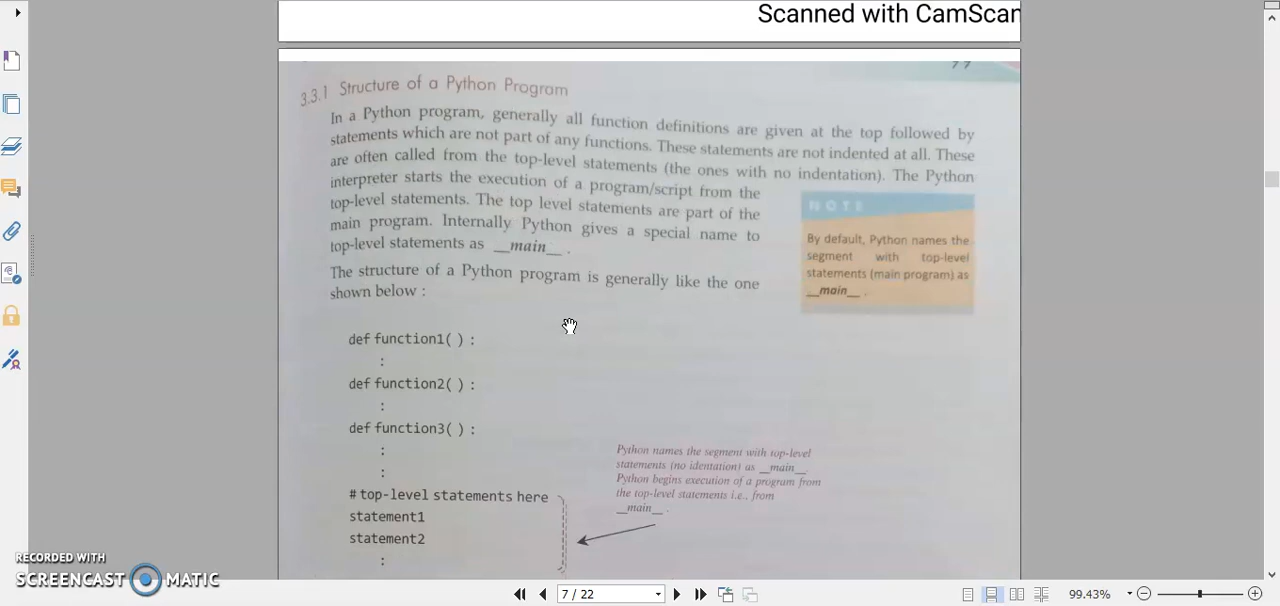 Scanned with CamScan
77
3.3.1 Structure of a Python Program
In a Python program, generally all function definitions are given at the top followed by
statements which are not part of any functions. These statements are not indented at all. These
are often called from the top-level statements (the ones with no indentation). The Python
interpreter starts the execution of a program/script from the
top-level statements. The top level statements are part of the
main program. Internally Python gives a special name to
top-level statements as __main__ .
NOTE
By default, Python names the
segment with top-level
statements (main program) as
__main__ .
The structure of a Python program is generally like the one
shown below :
def function1( ) :
:
def function2( ) :
:
def function3( ) :
:
:
# top-level statements here
statement1
statement2
:
Python names the segment with top-level
statements (no identation) as __main__
Python begins execution of a program from
the top-level statements i.e., from
__main__ .
RECORDED WITH
SCREENCAST MATIC
7 / 22
99.43%